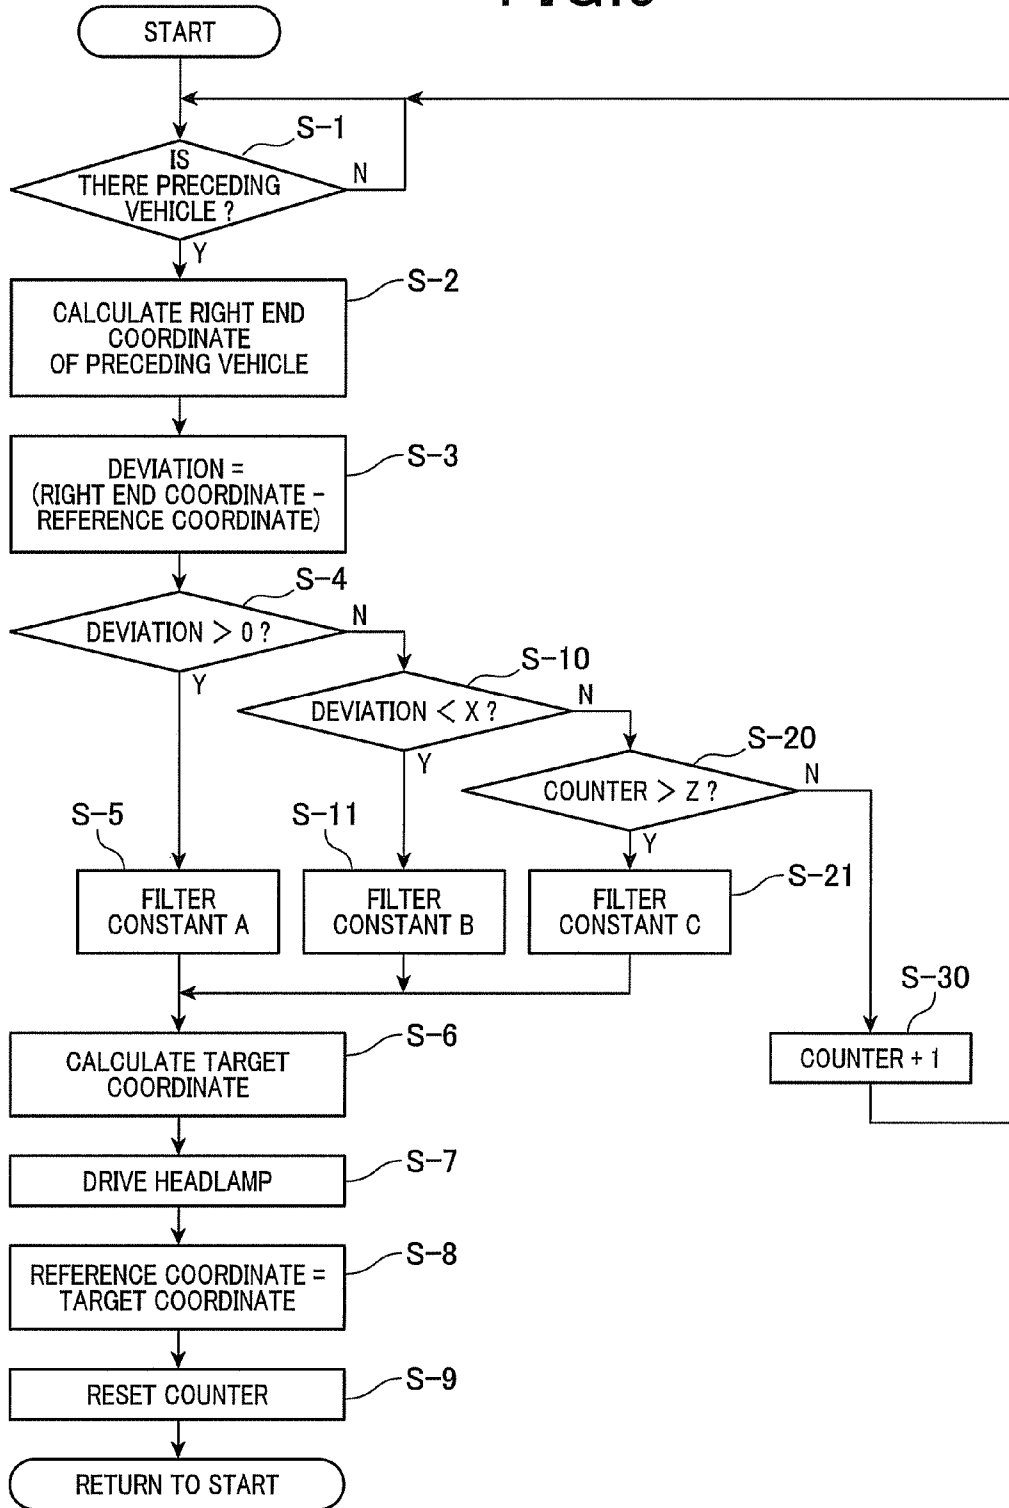 START
S-1
IS
THERE PRECEDING
VEHICLE ?
N
Y
S-2
CALCULATE RIGHT END
COORDINATE
OF PRECEDING VEHICLE
S-3
DEVIATION =
(RIGHT END COORDINATE -
REFERENCE COORDINATE)
S-4
DEVIATION > 0 ?
N
Y
S-10
DEVIATION < X ?
N
Y
S-20
COUNTER > Z ?
N
Y
S-5
FILTER
CONSTANT A
S-11
FILTER
CONSTANT B
S-21
FILTER
CONSTANT C
S-30
COUNTER + 1
S-6
CALCULATE TARGET
COORDINATE
S-7
DRIVE HEADLAMP
S-8
REFERENCE COORDINATE =
TARGET COORDINATE
S-9
RESET COUNTER
RETURN TO START